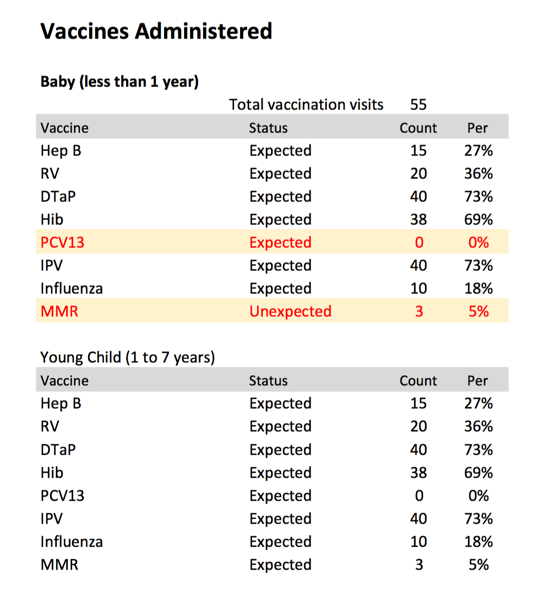 Vaccines Administered
Baby (less than 1 year)
Total vaccination visits 55
Vaccine Status Count Per
Hep B Expected 15 27%
RV Expected 20 36%
DTaP Expected 40 73%
Hib Expected 38 69%
PCV13 Expected 0 0%
IPV Expected 40 73%
Influenza Expected 10 18%
MMR Unexpected 3 5%
Young Child (1 to 7 years)
Vaccine Status Count Per
Hep B Expected 15 27%
RV Expected 20 36%
DTaP Expected 40 73%
Hib Expected 38 69%
PCV13 Expected 0 0%
IPV Expected 40 73%
Influenza Expected 10 18%
MMR Expected 3 5%